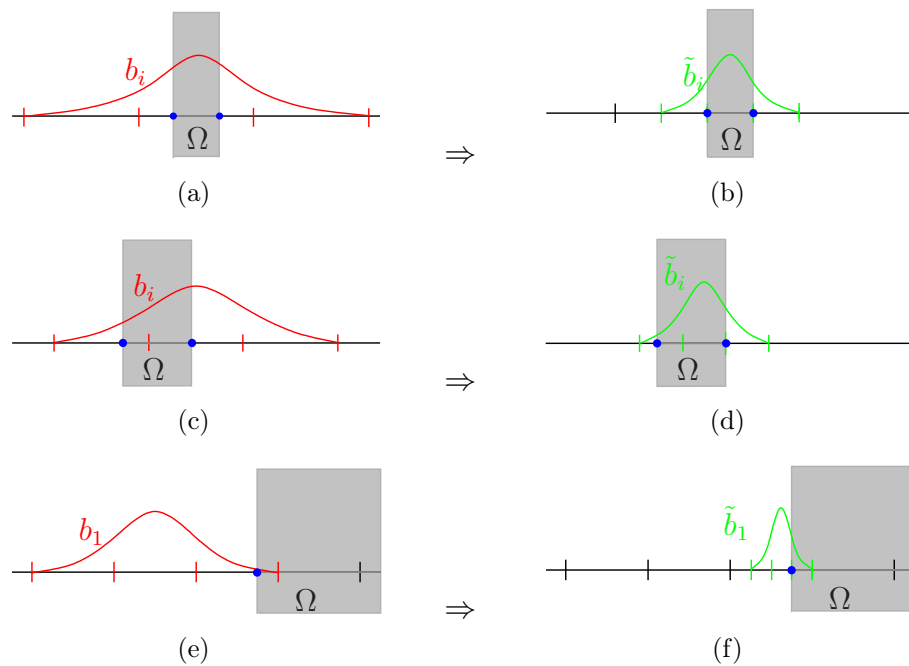 b_i b̃_i
Ω Ω
⇒
(a) (b)
b_i b̃_i
Ω Ω
⇒
(c) (d)
b_1 b̃_1
Ω Ω
⇒
(e) (f)